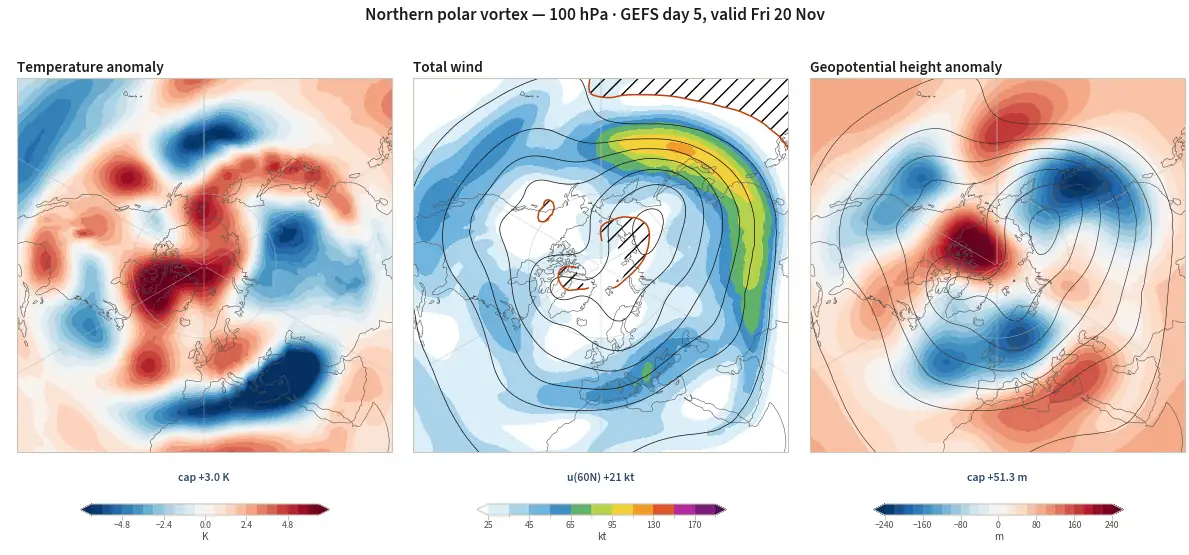 Northern polar vortex — 100 hPa · GEFS day 5, valid Fri 20 Nov
Temperature anomaly
Total wind
Geopotential height anomaly
cap +3.0 K
u(60N) +21 kt
cap +51.3 m
−4.8 −2.4 0.0 2.4 4.8
K
25 45 65 95 130 170
kt
−240 −160 −80 0 80 160 240
m